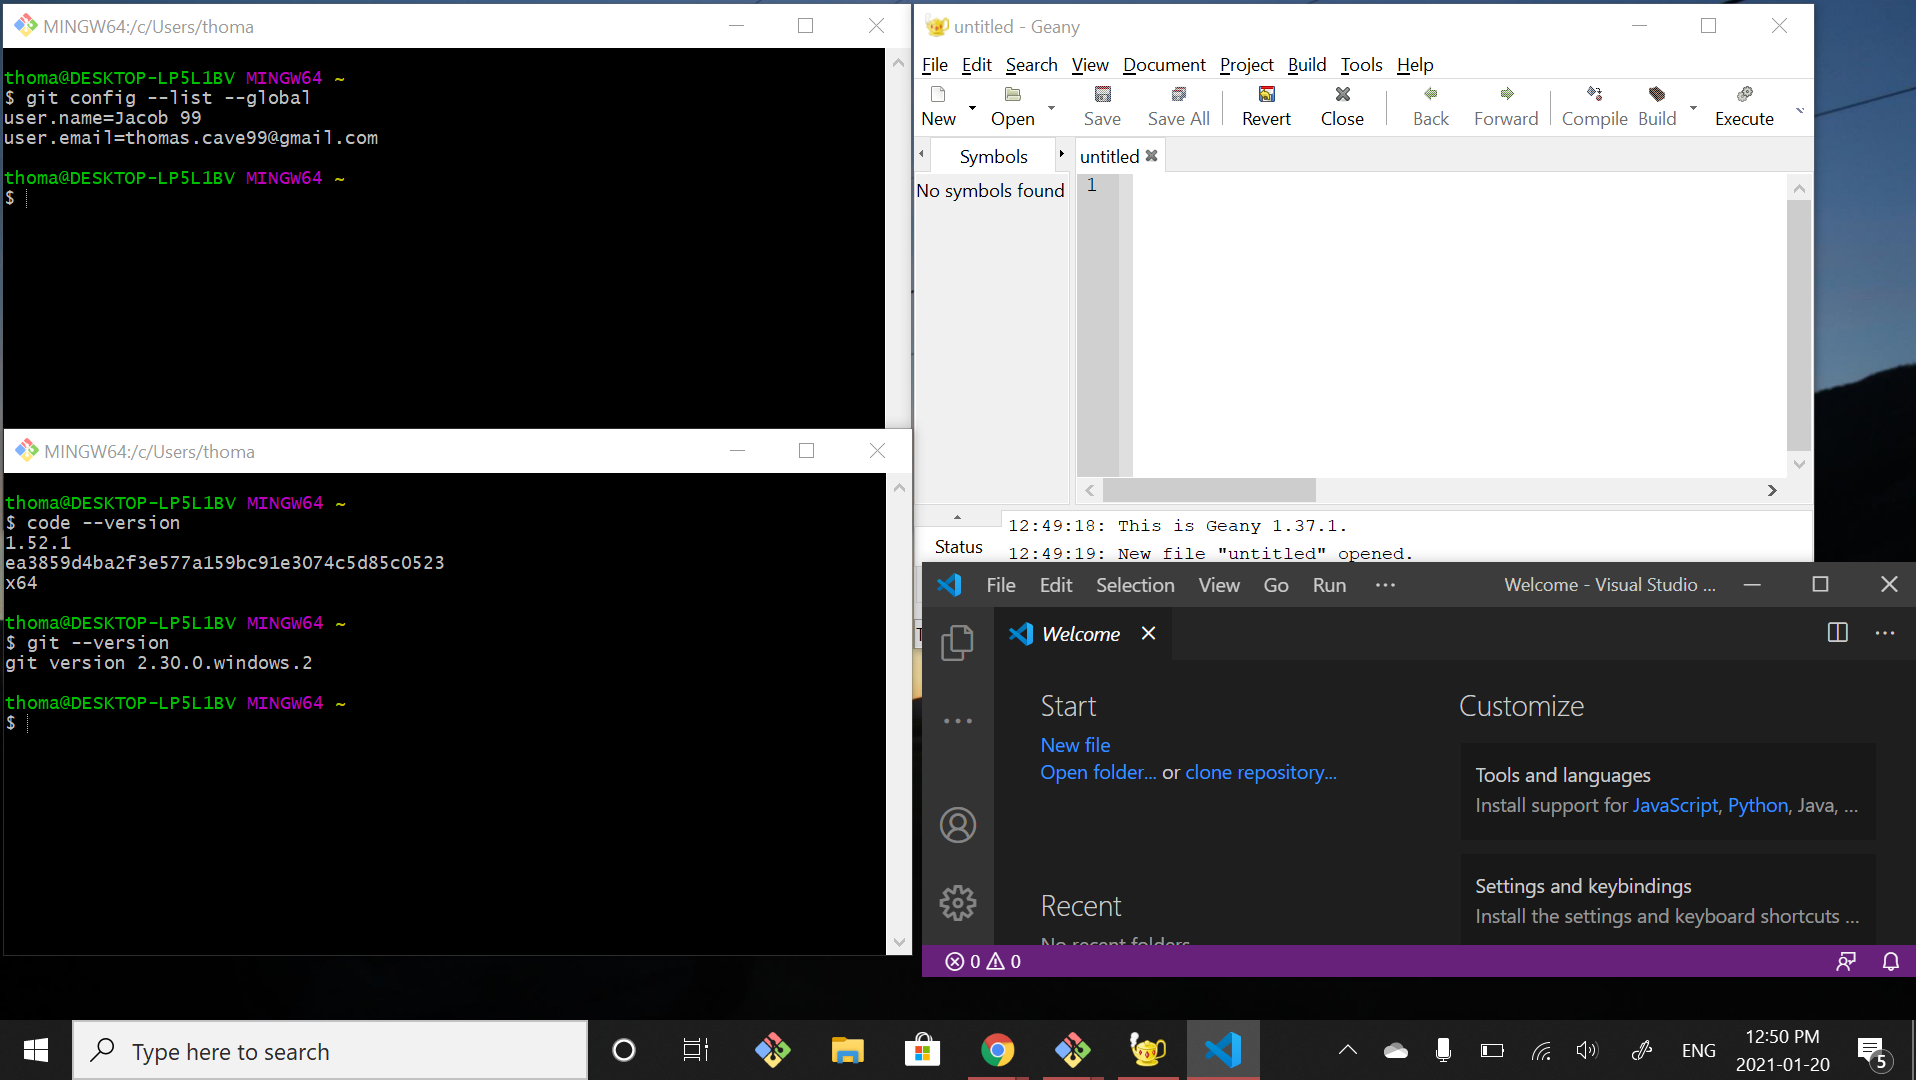 MINGW64:/c/Users/thoma
thoma@DESKTOP-LP5L1BV MINGW64 ~
$ git config --list --global
user.name=Jacob 99
user.email=thomas.cave99@gmail.com
thoma@DESKTOP-LP5L1BV MINGW64 ~
$
MINGW64:/c/Users/thoma
thoma@DESKTOP-LP5L1BV MINGW64 ~
$ code --version
1.52.1
ea3859d4ba2f3e577a159bc91e3074c5d85c0523
x64
thoma@DESKTOP-LP5L1BV MINGW64 ~
$ git --version
git version 2.30.0.windows.2
thoma@DESKTOP-LP5L1BV MINGW64 ~
$
untitled - Geany
File Edit Search View Document Project Build Tools Help
New Open Save Save All Revert Close Back Forward Compile Build Execute
Symbols untitled
No symbols found 1
12:49:18: This is Geany 1.37.1.
Status
12:49:19: New file "untitled" opened.
File Edit Selection View Go Run ··· Welcome - Visual Studio ...
Welcome
Start
New file
Open folder... or clone repository...
Recent
No recent folders
Customize
Tools and languages
Install support for JavaScript, Python, Java, ...
Settings and keybindings
Install the settings and keyboard shortcuts ...
0 0
Type here to search
ENG
12:50 PM
2021-01-20
5